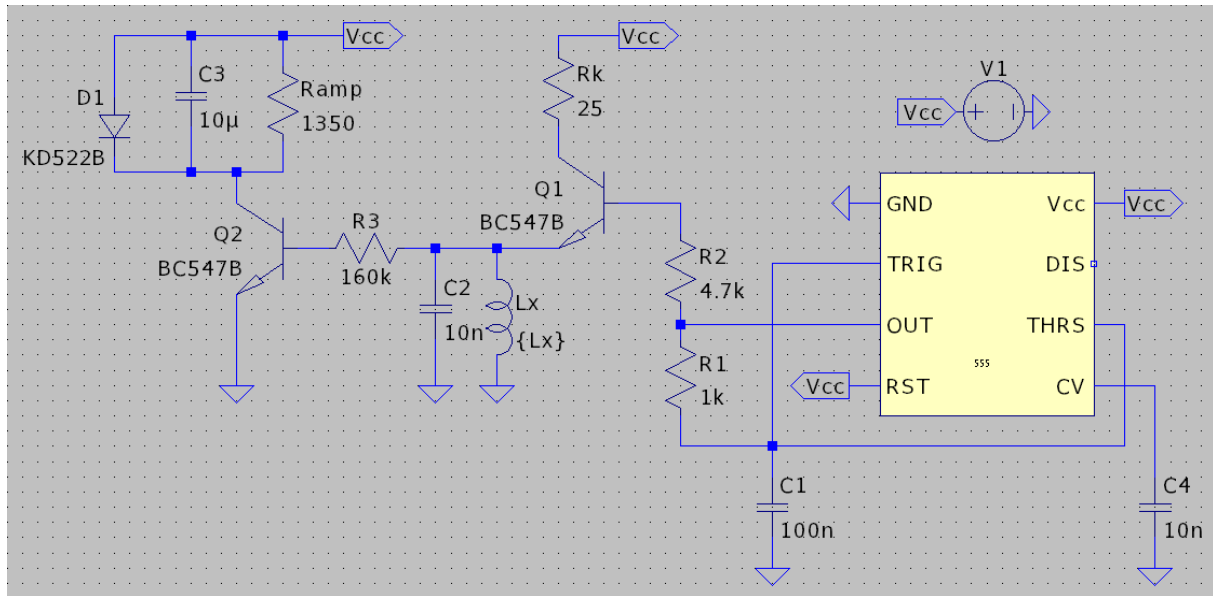 Vcc
Vcc
V1
C3
Ramp
Rk
D1
10µ
1350
25
Vcc
KD522B
Q1
GND
Vcc
Vcc
Q2
R3
BC547B
BC547B
R2
TRIG
DIS
160k
C2
Lx
4.7k
10n
{Lx}
OUT
THRS
R1
555
Vcc
RST
CV
1k
C1
C4
100n
10n